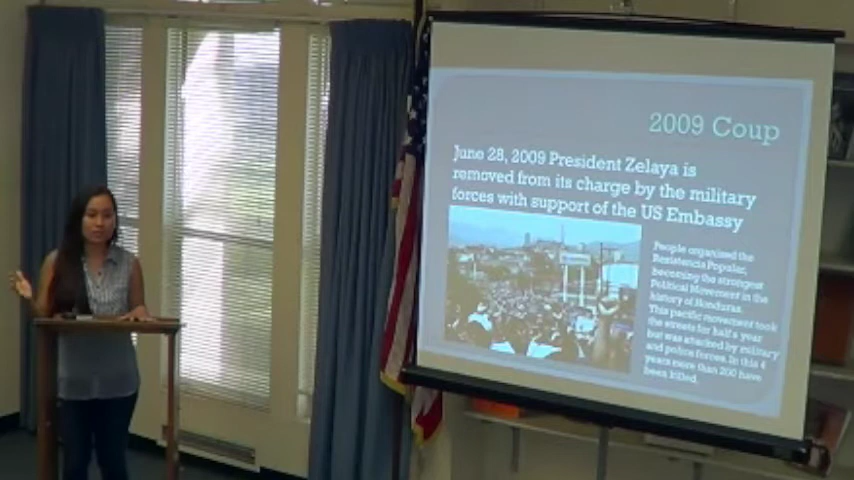 2009 Coup
June 28, 2009 President Zelaya is
removed from its charge by the military
forces with support of the US Embassy
People organised the
Resistencia Popular,
becoming the strongest
Political Movement in the
history of Honduras.
This pacific movement took
the streets for half a year
and was attacked by military
and police forces. In this 4
years more than 200 have
been killed.